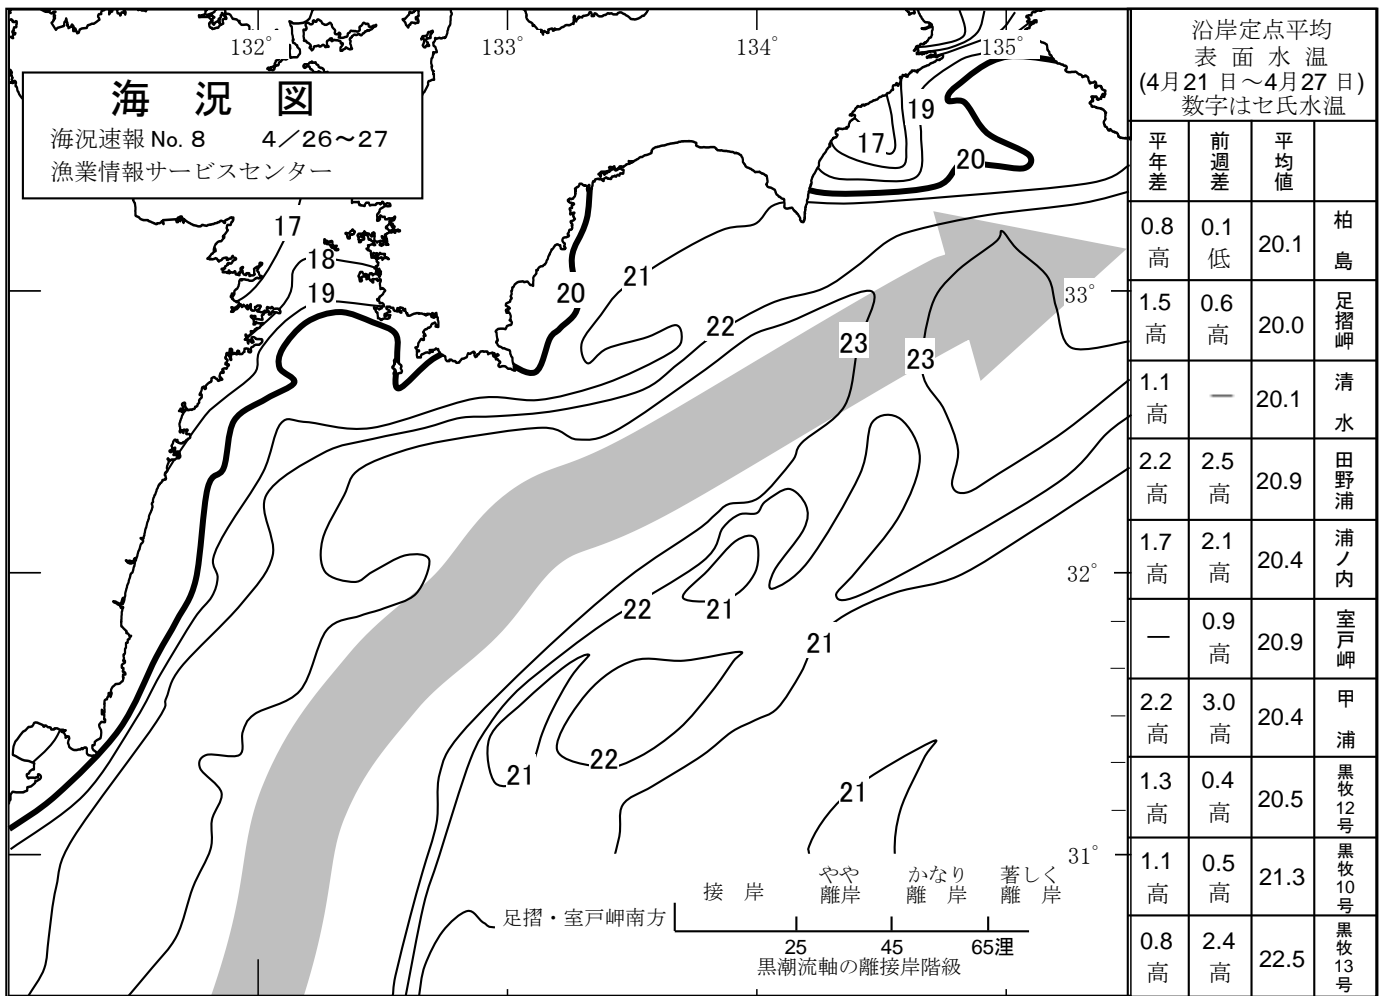 海 況 図
海況速報 No. 8 4／26～27
漁業情報サービスセンター
132°
133°
134°
135°
33°
32°
31°
17
18
19
20
21
22
23
23
17
19
20
22
21
21
22
21
21
接 岸
やや離岸
かなり離 岸
著しく離 岸
足摺・室戸岬南方
25 45 65浬
黒潮流軸の離接岸階級
沿岸定点平均
表 面 水 温
(4月21 日～4月27 日)
数字はセ氏水温
平年差 前週差 平均値
0.8高 0.1低 20.1 柏島
1.5高 0.6高 20.0 足摺岬
1.1高 — 20.1 清水
2.2高 2.5高 20.9 田野浦
1.7高 2.1高 20.4 浦ノ内
— 0.9高 20.9 室戸岬
2.2高 3.0高 20.4 甲浦
1.3高 0.4高 20.5 黒牧12号
1.1高 0.5高 21.3 黒牧10号
0.8高 2.4高 22.5 黒牧13号